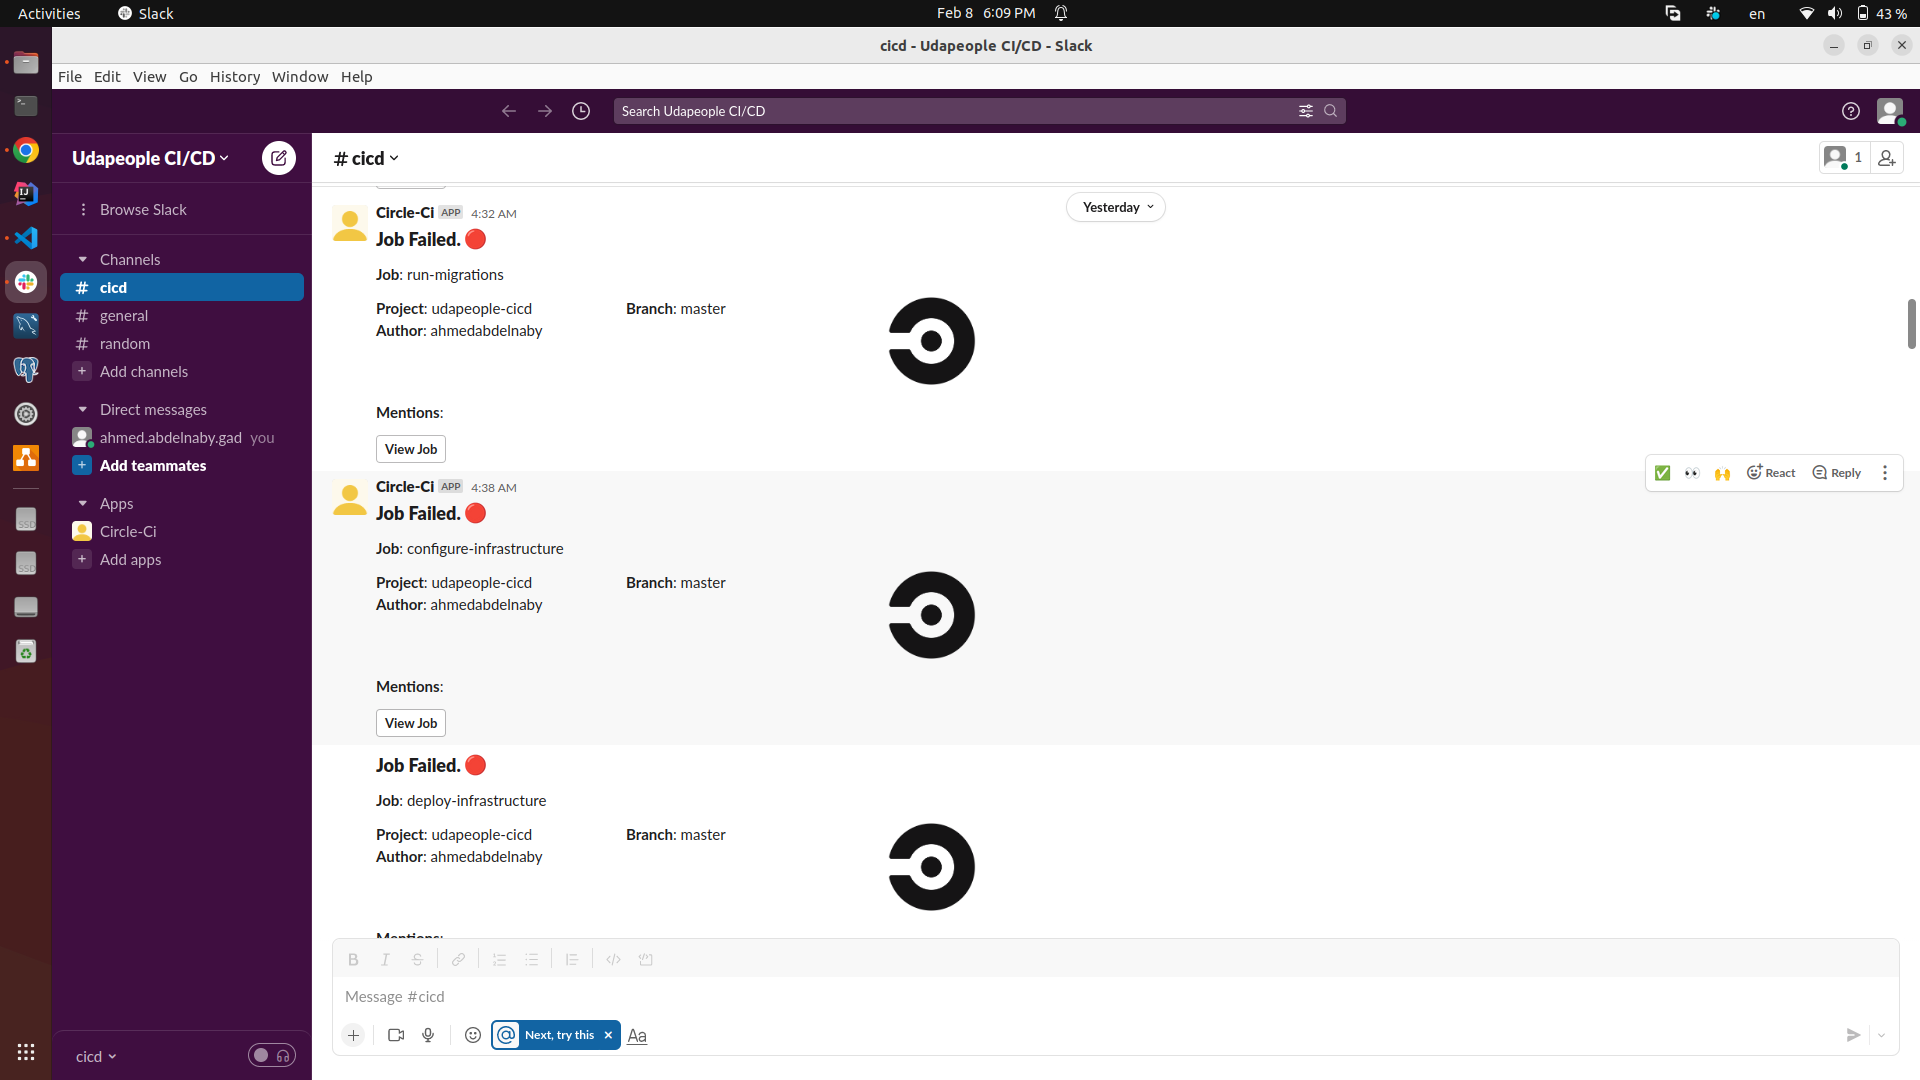 Activities
Slack
Feb 8 6:09 PM
en
43 %
cicd - Udapeople CI/CD - Slack
File Edit View Go History Window Help
Search Udapeople CI/CD
Udapeople CI/CD
# cicd
1
Browse Slack
Channels
# cicd
# general
# random
+ Add channels
Direct messages
ahmed.abdelnaby.gad you
+ Add teammates
Apps
Circle-Ci
+ Add apps
cicd
Yesterday
Circle-Ci APP 4:32 AM
Job Failed.
Job: run-migrations
Project: udapeople-cicd
Branch: master
Author: ahmedabdelnaby
Mentions:
View Job
React
Reply
Circle-Ci APP 4:38 AM
Job Failed.
Job: configure-infrastructure
Project: udapeople-cicd
Branch: master
Author: ahmedabdelnaby
Mentions:
View Job
Job Failed.
Job: deploy-infrastructure
Project: udapeople-cicd
Branch: master
Author: ahmedabdelnaby
Mentions:
B I S
Message #cicd
@ Next, try this
Aa
SSD
SSD